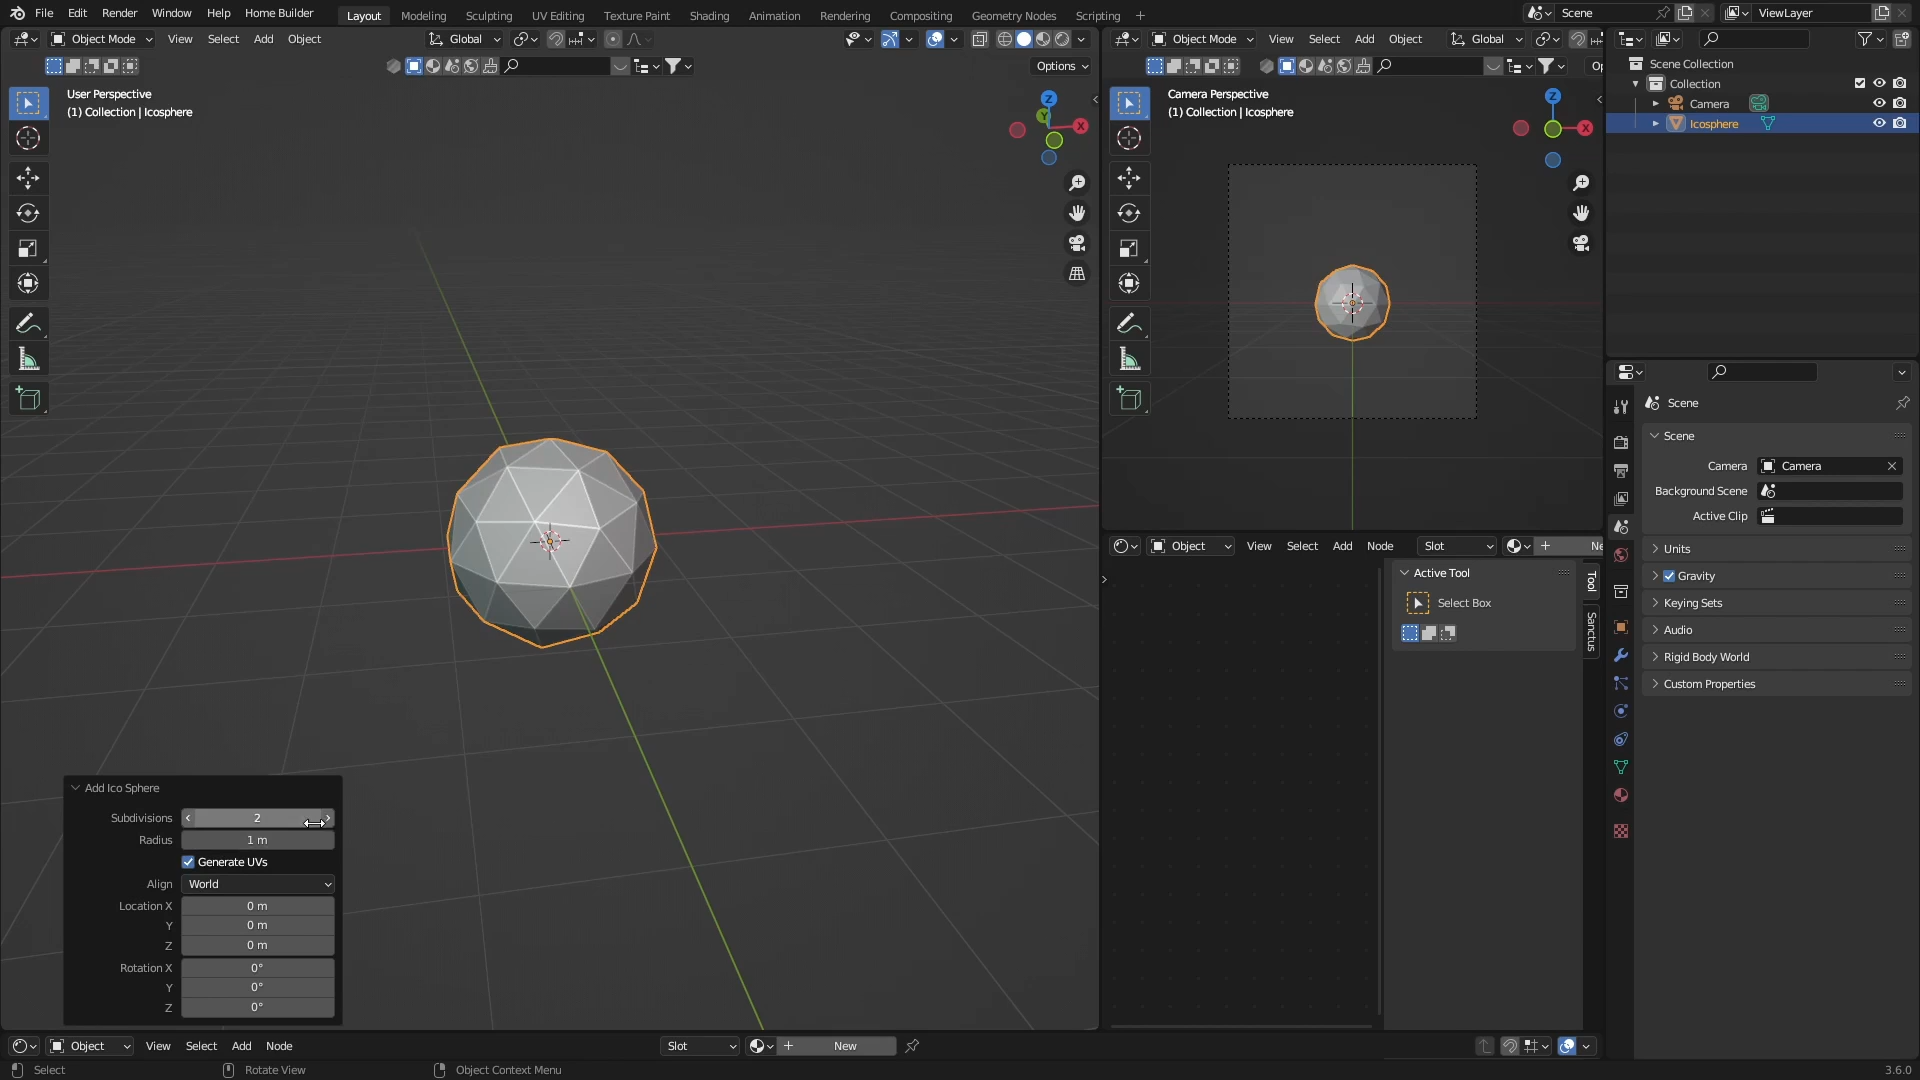 File Edit Render Window Help Home Builder Layout Modeling Sculpting UV Editing Texture Paint Shading Animation Rendering Compositing Geometry Nodes Scripting + Scene ViewLayer
Object Mode View Select Add Object Global
Options
User Perspective
(1) Collection | Icosphere
Z
Y
X
Add Ico Sphere
Subdivisions 2
Radius 1 m
Generate UVs
Align World
Location X 0 m
Y 0 m
Z 0 m
Rotation X 0°
Y 0°
Z 0°
Object View Select Add Node Slot New
Select Rotate View Object Context Menu 3.6.0
Object Mode View Select Add Object Global
Op
Camera Perspective
(1) Collection | Icosphere
Z
X
Object View Select Add Node Slot Ne
Active Tool
Select Box
Tool
Sanctus
Scene Collection
Collection
Camera
Icosphere
Scene
Scene
Camera Camera
Background Scene
Active Clip
Units
Gravity
Keying Sets
Audio
Rigid Body World
Custom Properties